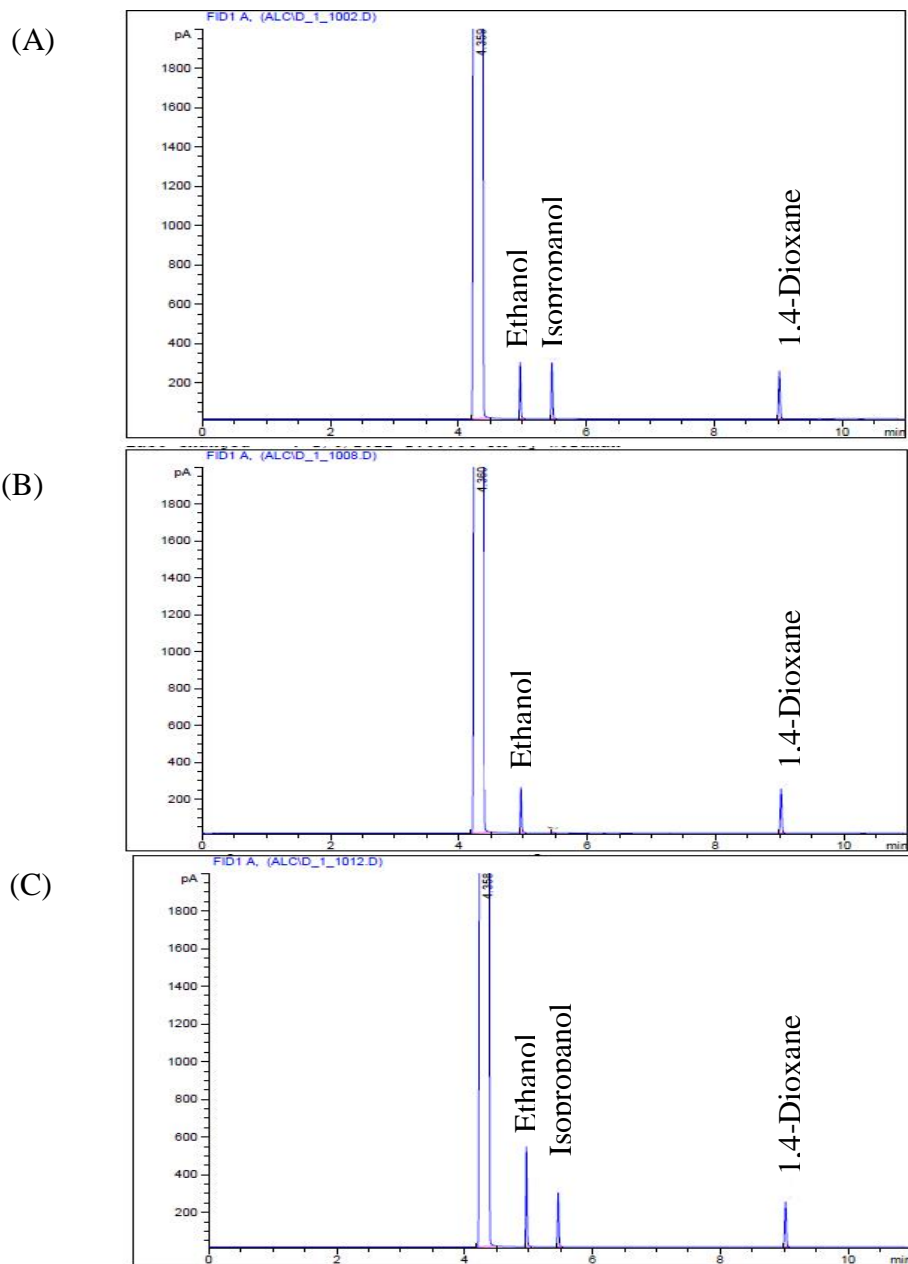 (A)
FID1 A, (ALC\D_1_1002.D)
pA
1800
1600
1400
1200
1000
800
600
400
200
4.359
Ethanol
Isopropanol
1.4-Dioxane
0 2 4 6 8 10 min
(B)
FID1 A, (ALC\D_1_1008.D)
pA
1800
1600
1400
1200
1000
800
600
400
200
4.360
Ethanol
1.4-Dioxane
0 2 4 6 8 10 min
(C)
FID1 A, (ALC\D_1_1012.D)
pA
1800
1600
1400
1200
1000
800
600
400
200
4.358
Ethanol
Isopropanol
1.4-Dioxane
0 2 4 6 8 10 min